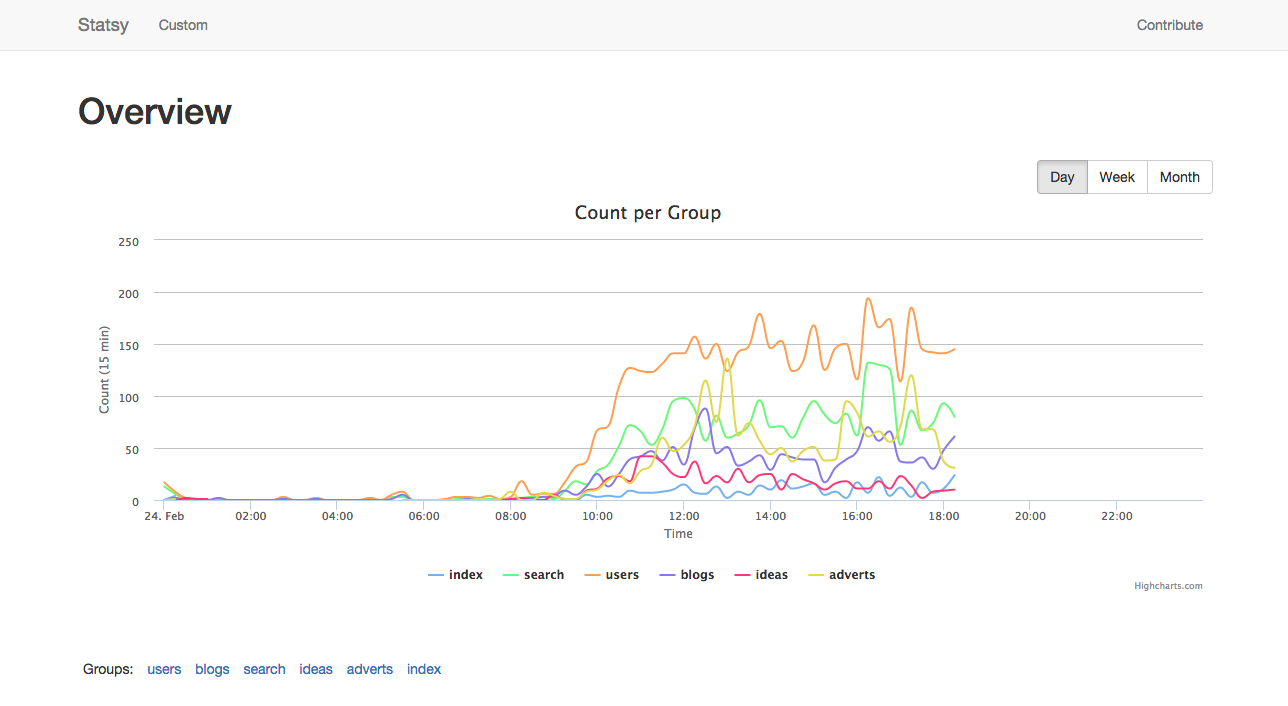 Statsy Custom Contribute
Overview
Day Week Month
Count per Group
250
200
150
100
50
0
Count (15 min)
24. Feb 02:00 04:00 06:00 08:00 10:00 12:00 14:00 16:00 18:00 20:00 22:00
Time
index search users blogs ideas adverts
Highcharts.com
Groups: users blogs search ideas adverts index